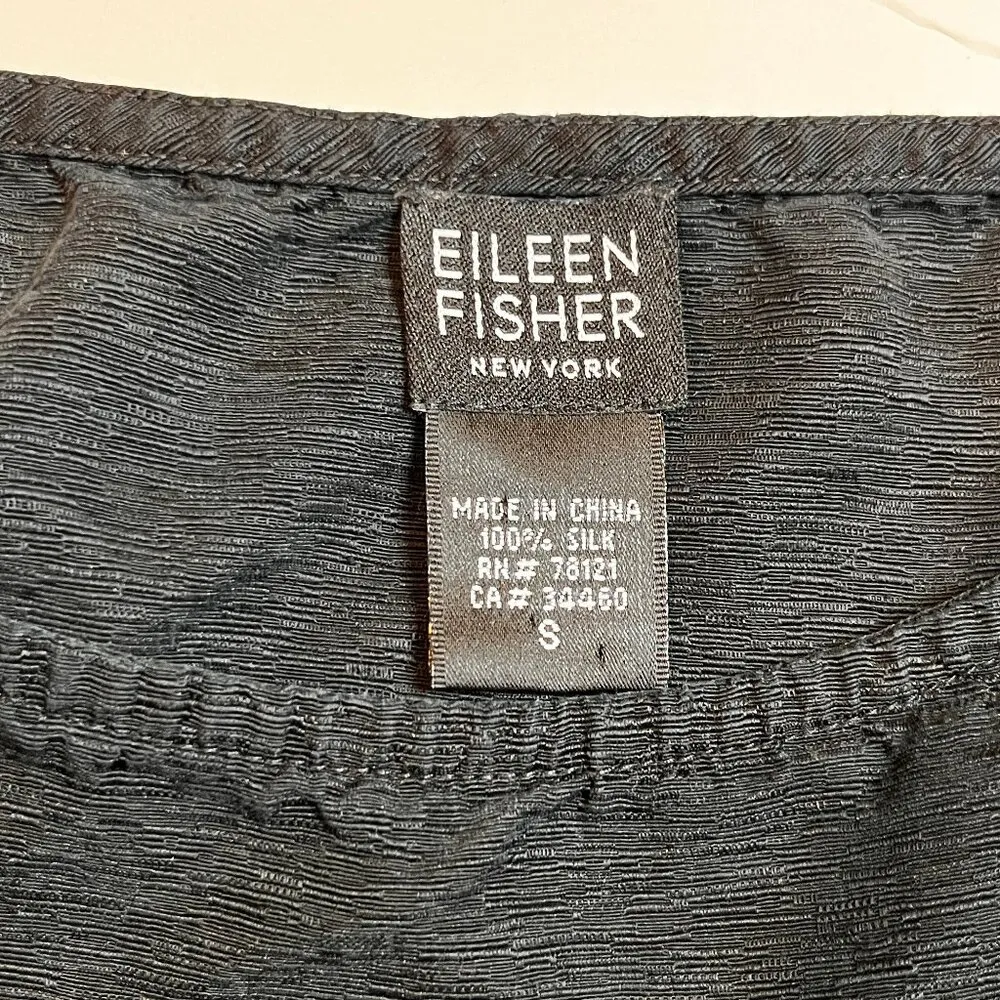 EILEEN
FISHER
NEW YORK
MADE IN CHINA
100% SILK
RN# 78121
CA# 34460
S